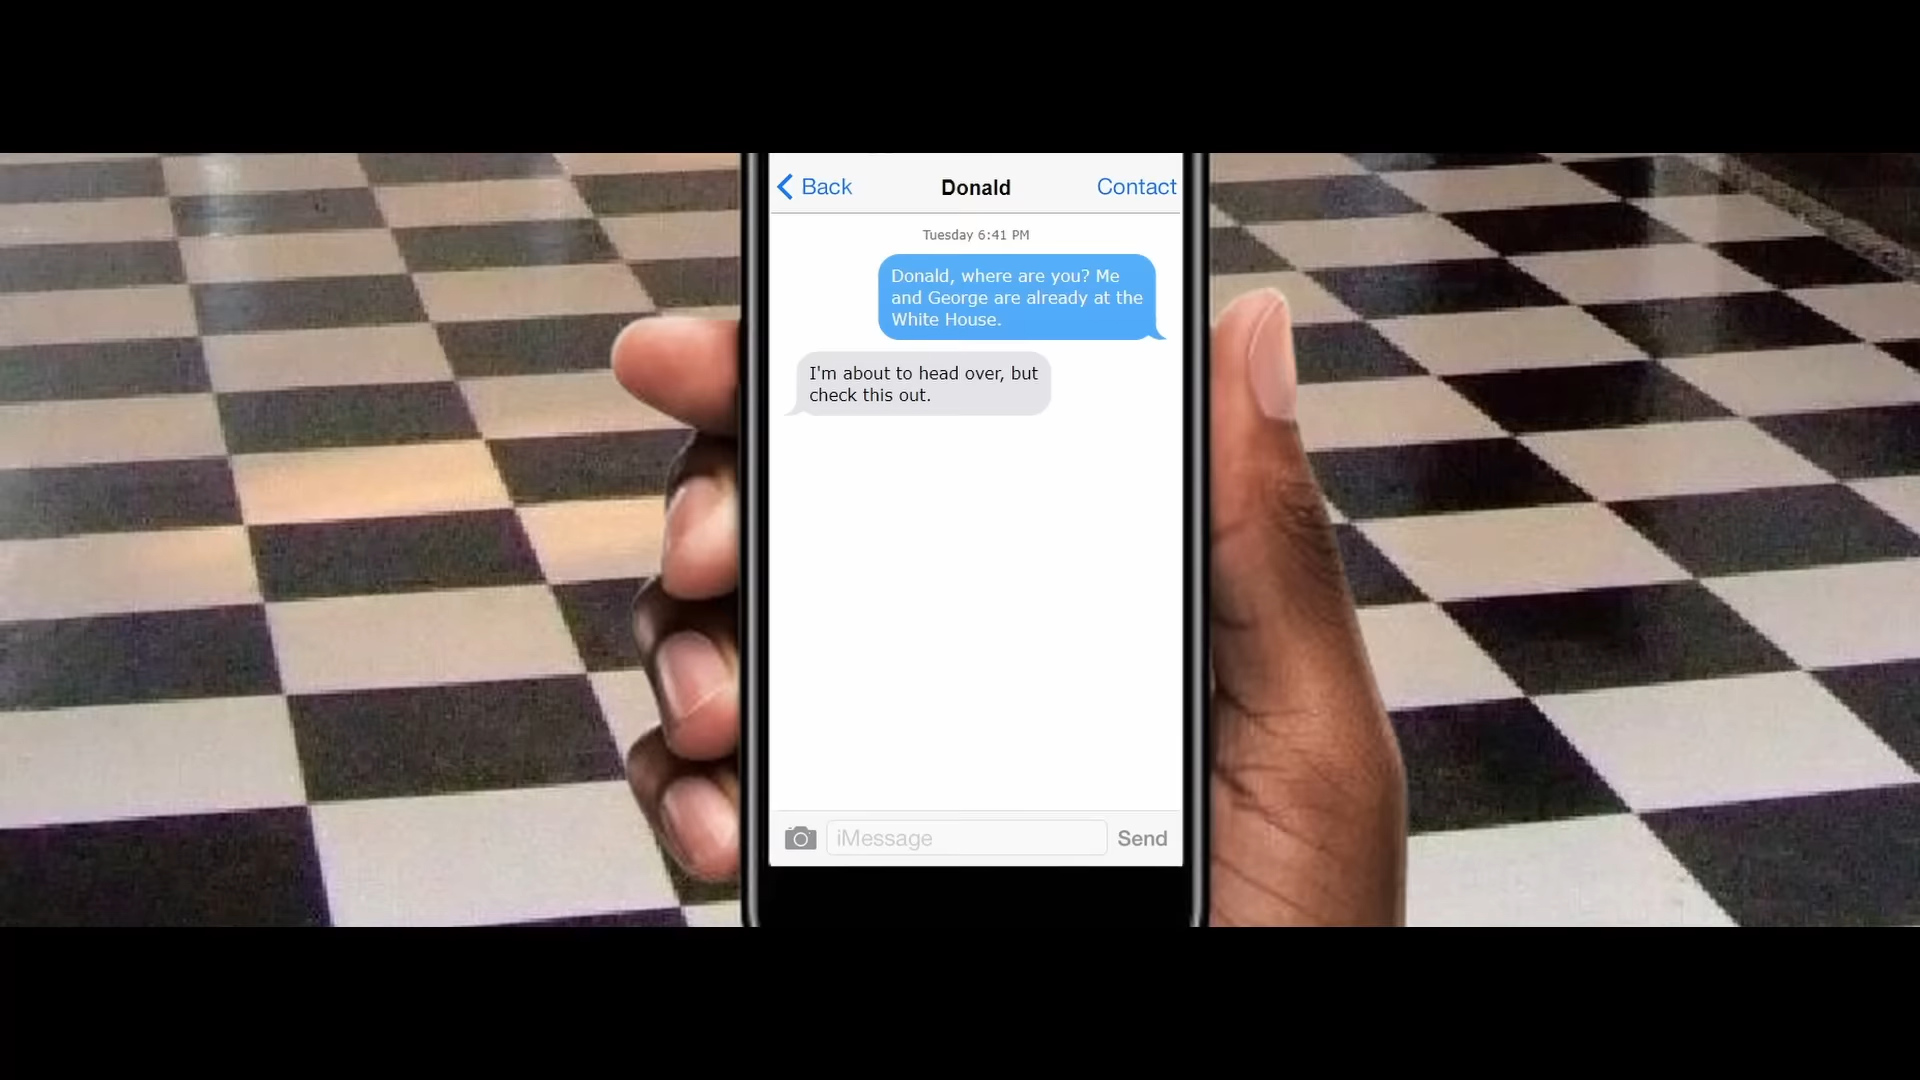 Back Donald Contact
Tuesday 6:41 PM
Donald, where are you? Me
and George are already at the
White House.
I'm about to head over, but
check this out.
iMessage Send